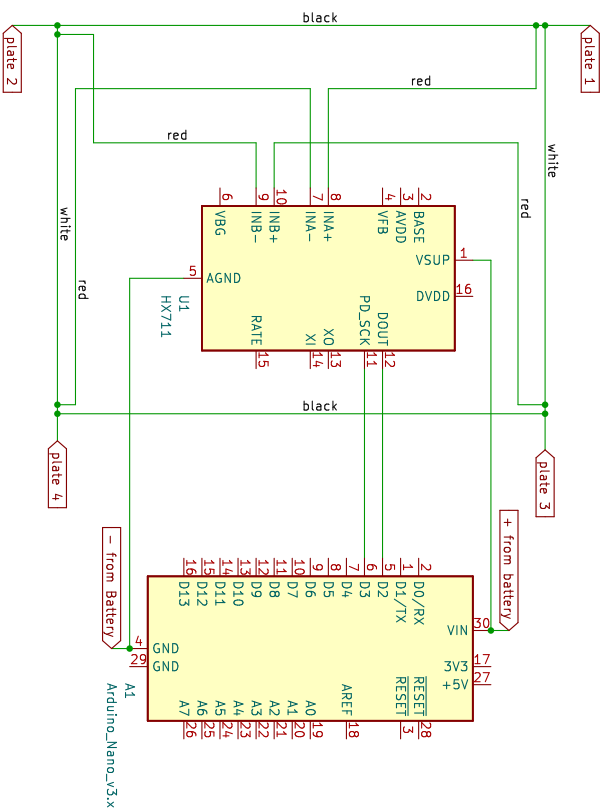 black
plate 2
plate 1
red
red
white
white
red
red
6
9
10
7
8
4
3
2
VBG
INB-
INB+
INA-
INA+
VFB
AVDD
BASE
VSUP
1
5
AGND
DVDD
16
U1
HX711
RATE
XI
XO
PD_SCK
DOUT
15
14
13
11
12
black
plate 4
plate 3
- from Battery
+ from battery
16
15
14
13
12
11
10
9
8
7
6
5
1
2
D13
D12
D11
D10
D9
D8
D7
D6
D5
D4
D3
D2
D1/TX
D0/RX
VIN
30
4
GND
29
GND
3V3
17
+5V
27
A1
Arduino_Nano_v3.x
A7
A6
A5
A4
A3
A2
A1
A0
AREF
RESET
RESET
26
25
24
23
22
21
20
19
18
3
28